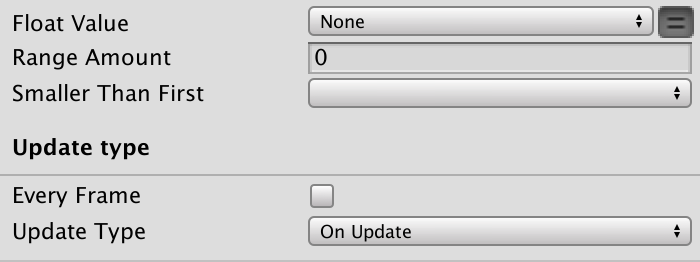 Float Value None
Range Amount 0
Smaller Than First
Update type
Every Frame
Update Type On Update